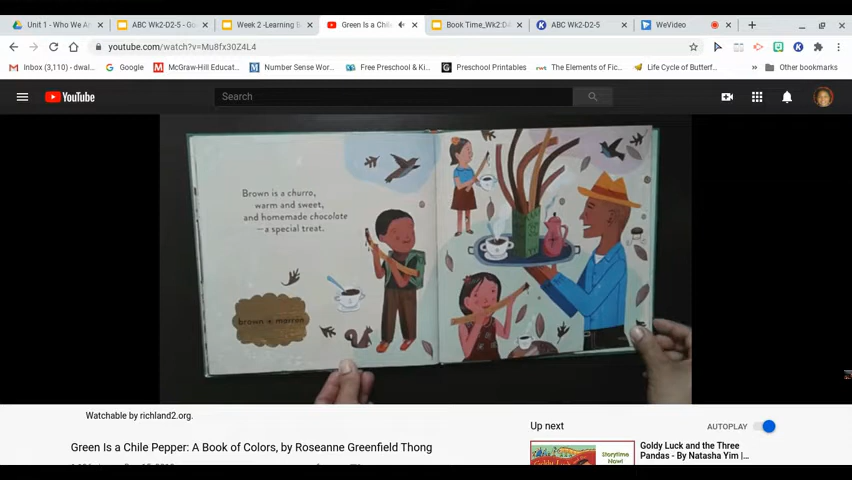 Unit 1 - Who We Ar
ABC Wk2-D2-5 - Go
Week 2 -Learning B
Green Is a Chile
Book Time_Wk2:D4
ABC Wk2-D2-5
WeVideo
youtube.com/watch?v=Mu8fx30Z4L4
Inbox (3,110) - dwal...
Google
McGraw-Hill Educat...
Number Sense Wor...
Free Preschool & Ki...
Preschool Printables
The Elements of Fic...
Life Cycle of Butterf...
Other bookmarks
YouTube
Search
Brown is a churro,
warm and sweet,
and homemade chocolate
—a special treat.
brown • marrón
Watchable by richland2.org.
Green Is a Chile Pepper: A Book of Colors, by Roseanne Greenfield Thong
Up next
AUTOPLAY
Goldy Luck and the Three
Pandas - By Natasha Yim |...